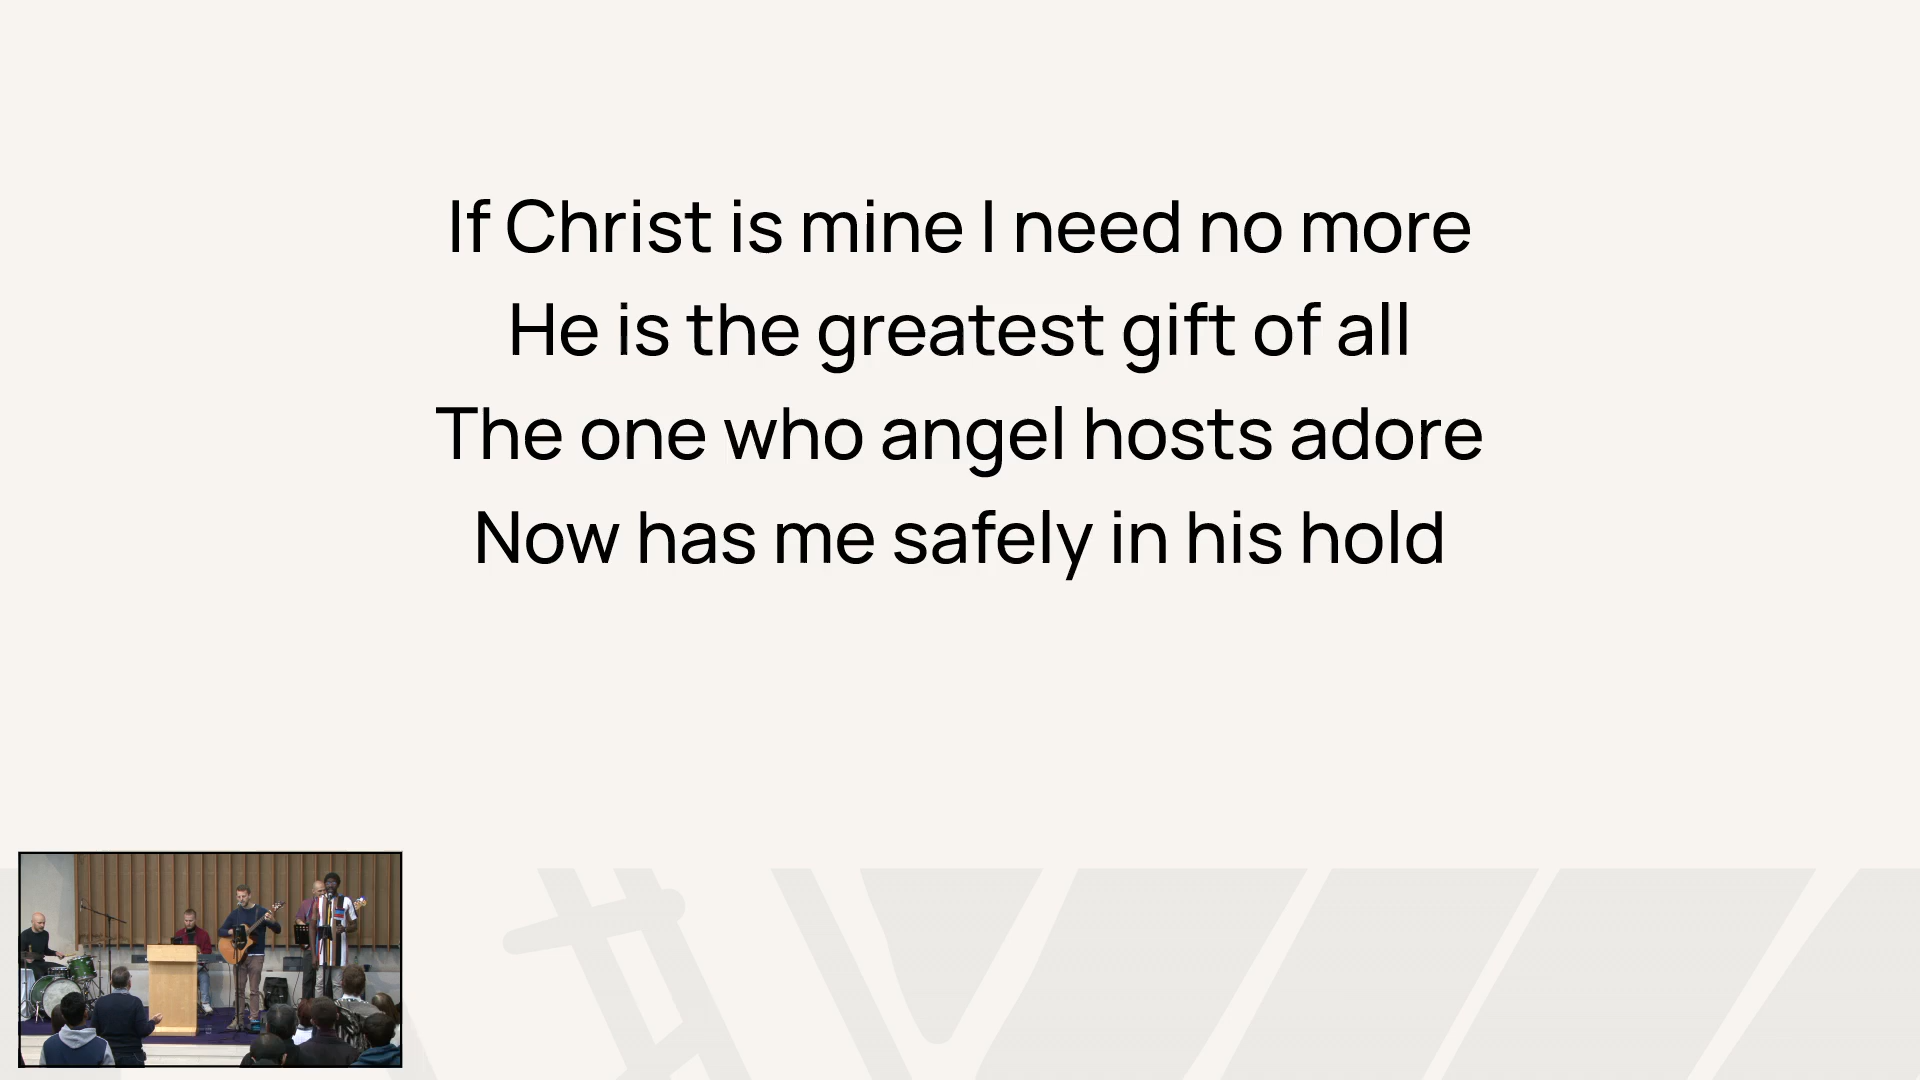 If Christ is mine I need no more
He is the greatest gift of all
The one who angel hosts adore
Now has me safely in his hold